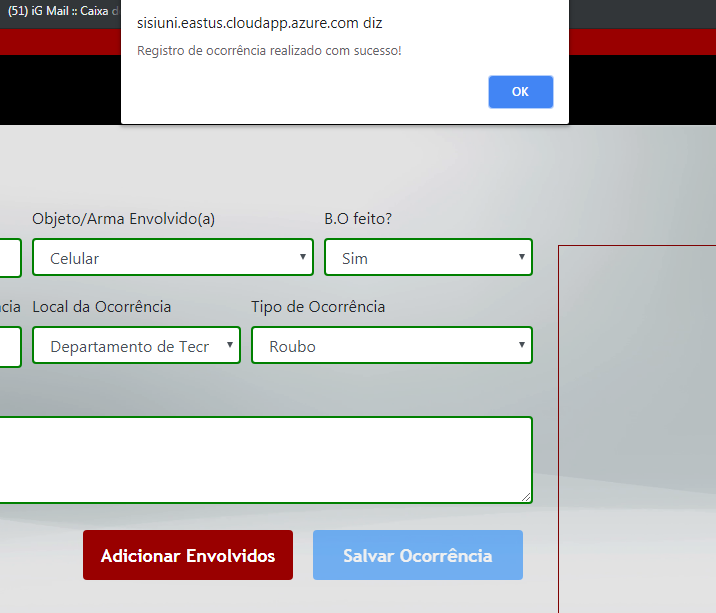 (51) iG Mail :: Caixa d
sisiuni.eastus.cloudapp.azure.com diz
Registro de ocorrência realizado com sucesso!
OK
Objeto/Arma Envolvido(a) B.O feito?
Celular Sim
ncia Local da Ocorrência Tipo de Ocorrência
Departamento de Tecr Roubo
Adicionar Envolvidos Salvar Ocorrência